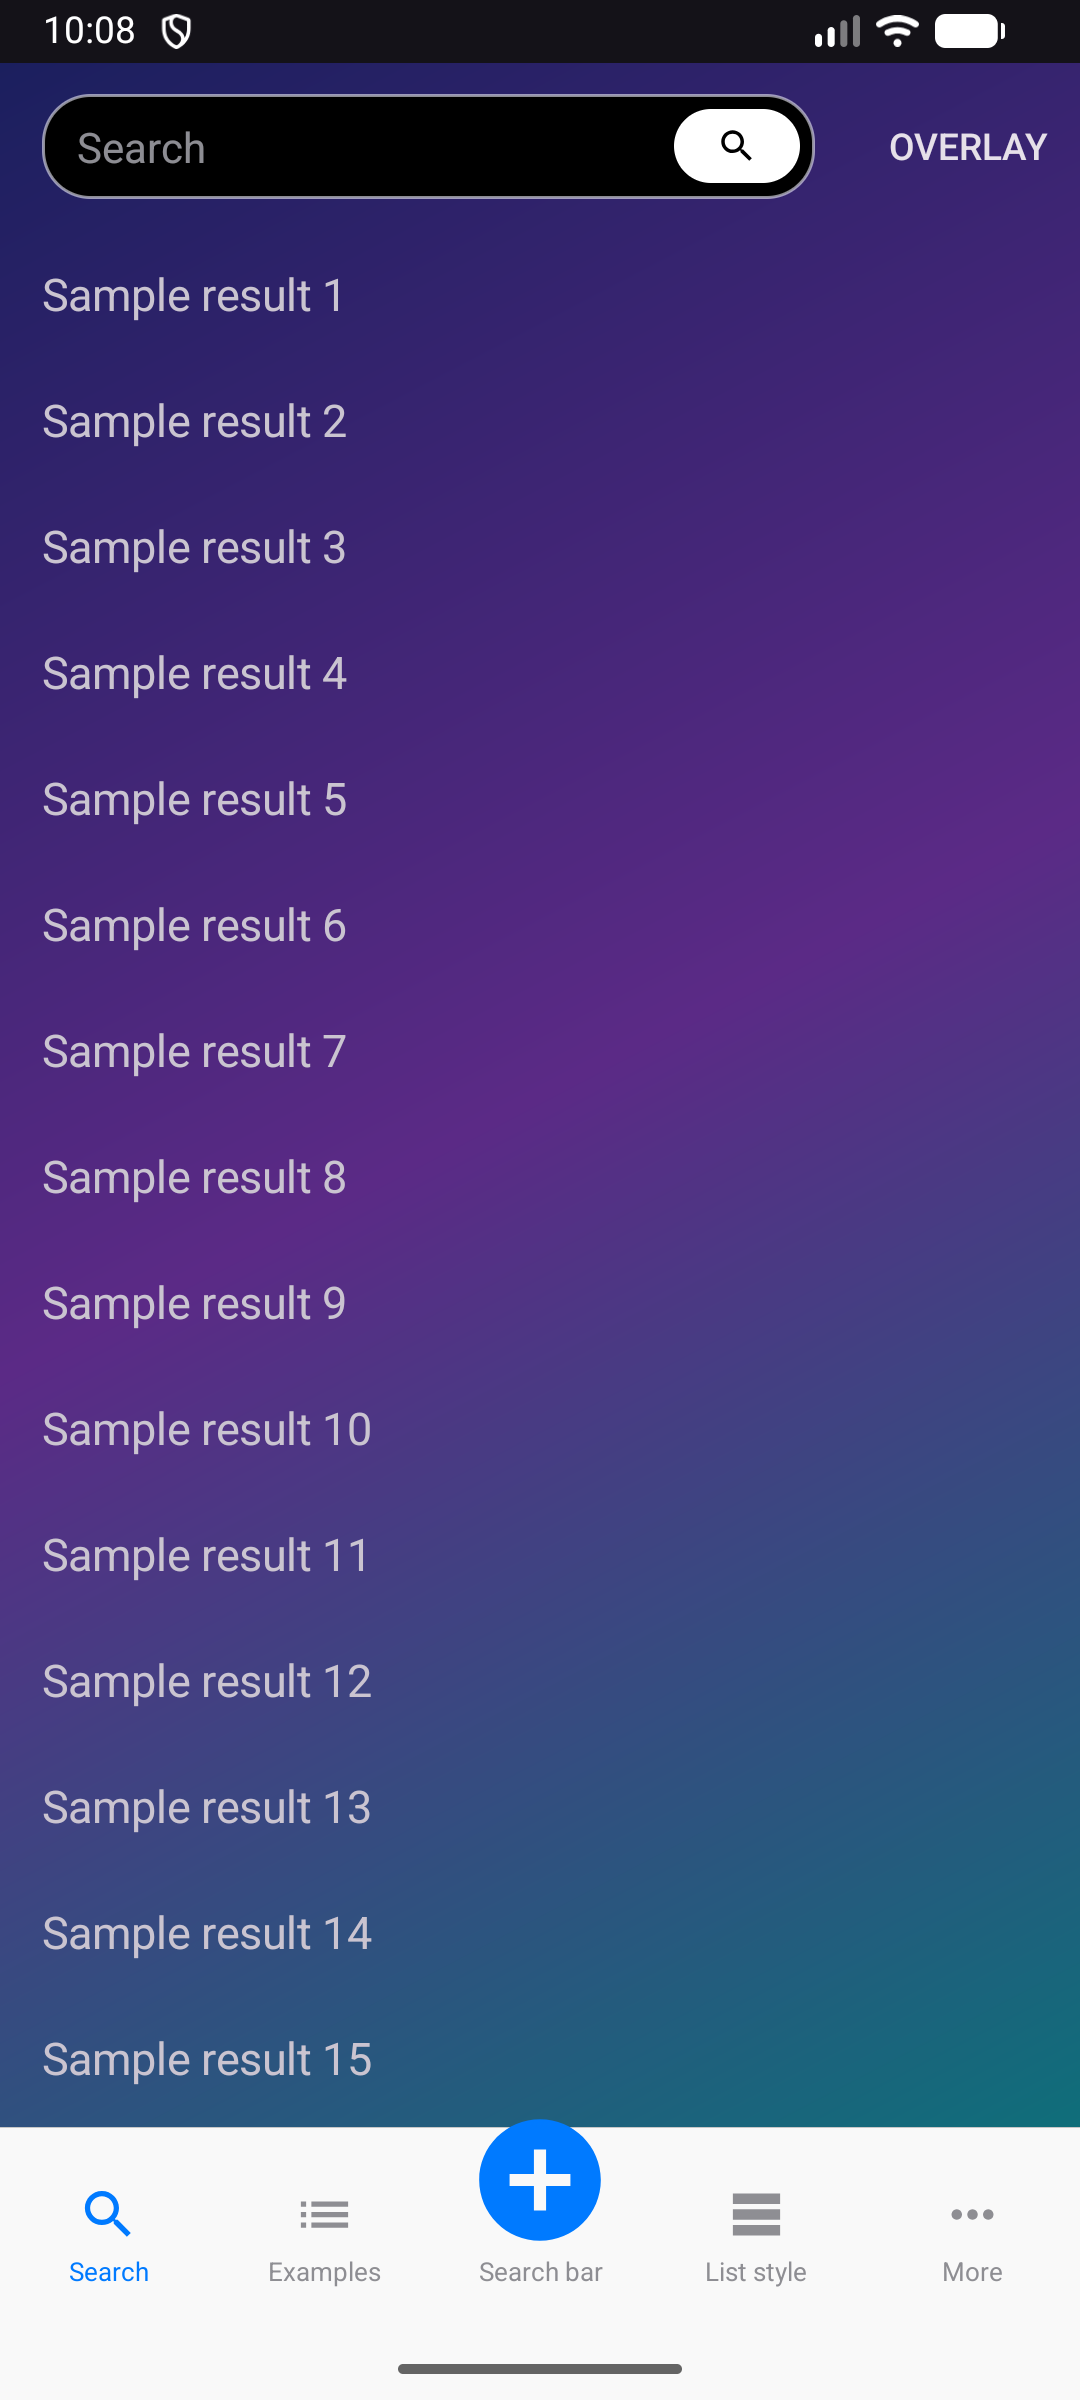 10:08
Search
OVERLAY
Sample result 1
Sample result 2
Sample result 3
Sample result 4
Sample result 5
Sample result 6
Sample result 7
Sample result 8
Sample result 9
Sample result 10
Sample result 11
Sample result 12
Sample result 13
Sample result 14
Sample result 15
Search
Examples
Search bar
List style
More